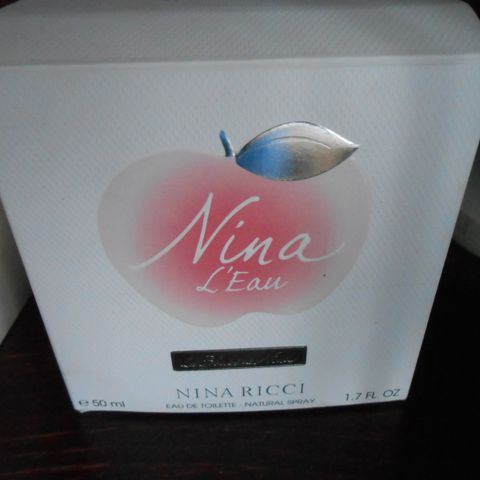 Nina
L'Eau
NINA RICCI
e 50 ml
EAU DE TOILETTE - NATURAL SPRAY
1.7 FL OZ